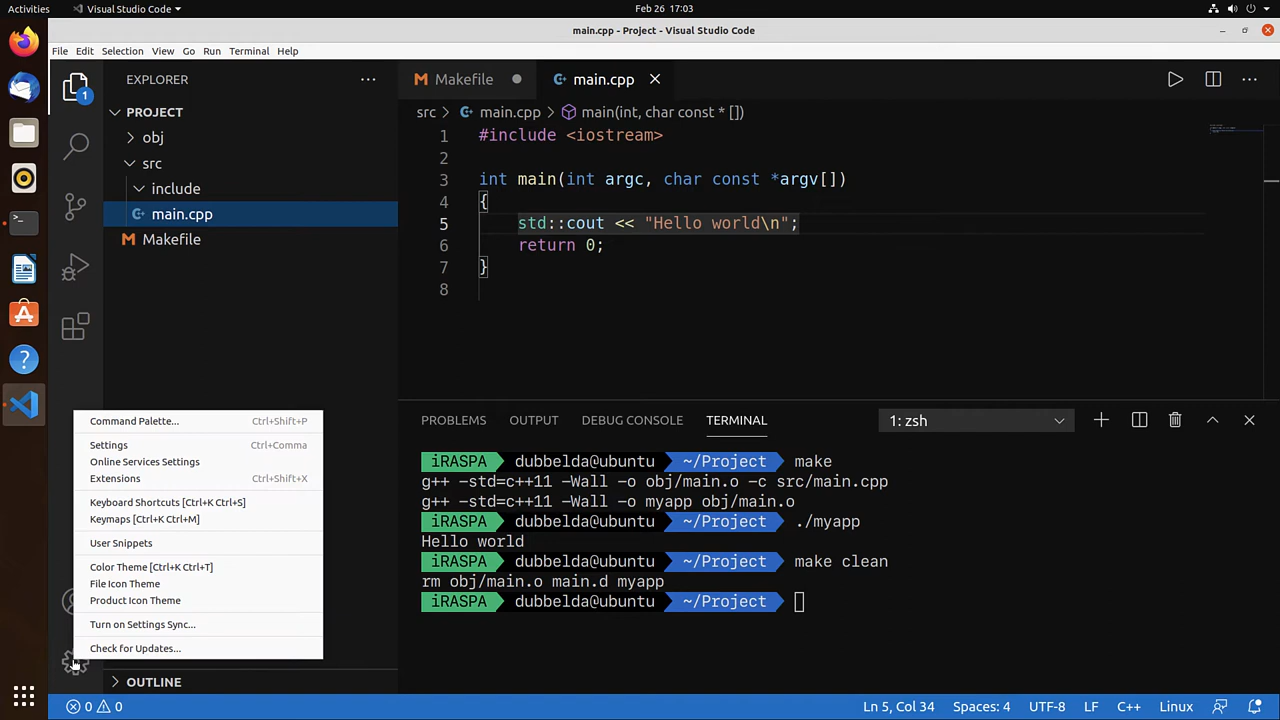 Activities
Visual Studio Code
Feb 26 17:03
main.cpp - Project - Visual Studio Code
File Edit Selection View Go Run Terminal Help
1
EXPLORER
PROJECT
obj
src
include
main.cpp
Makefile
Command Palette... Ctrl+Shift+P
Settings Ctrl+Comma
Online Services Settings
Extensions Ctrl+Shift+X
Keyboard Shortcuts [Ctrl+K Ctrl+S]
Keymaps [Ctrl+K Ctrl+M]
User Snippets
Color Theme [Ctrl+K Ctrl+T]
File Icon Theme
Product Icon Theme
Turn on Settings Sync...
Check for Updates...
OUTLINE
Makefile
main.cpp
src > main.cpp > main(int, char const * [])
1 #include <iostream>
2
3 int main(int argc, char const *argv[])
4 {
5 std::cout << "Hello world\n";
6 return 0;
7 }
8
PROBLEMS OUTPUT DEBUG CONSOLE TERMINAL
1: zsh
iRASPA dubbelda@ubuntu ~/Project make
g++ -std=c++11 -Wall -o obj/main.o -c src/main.cpp
g++ -std=c++11 -Wall -o myapp obj/main.o
iRASPA dubbelda@ubuntu ~/Project ./myapp
Hello world
iRASPA dubbelda@ubuntu ~/Project make clean
rm obj/main.o main.d myapp
iRASPA dubbelda@ubuntu ~/Project
0 0
Ln 5, Col 34 Spaces: 4 UTF-8 LF C++ Linux